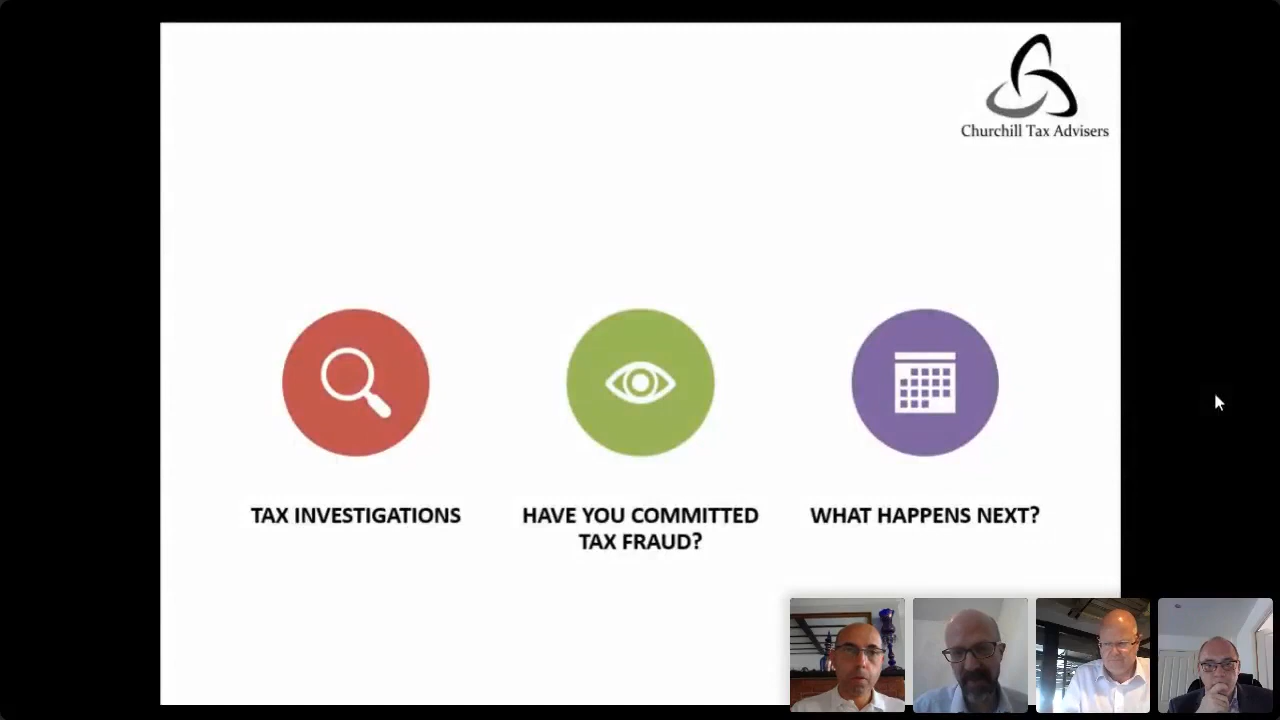 Churchill Tax Advisers
TAX INVESTIGATIONS
HAVE YOU COMMITTED
TAX FRAUD?
WHAT HAPPENS NEXT?